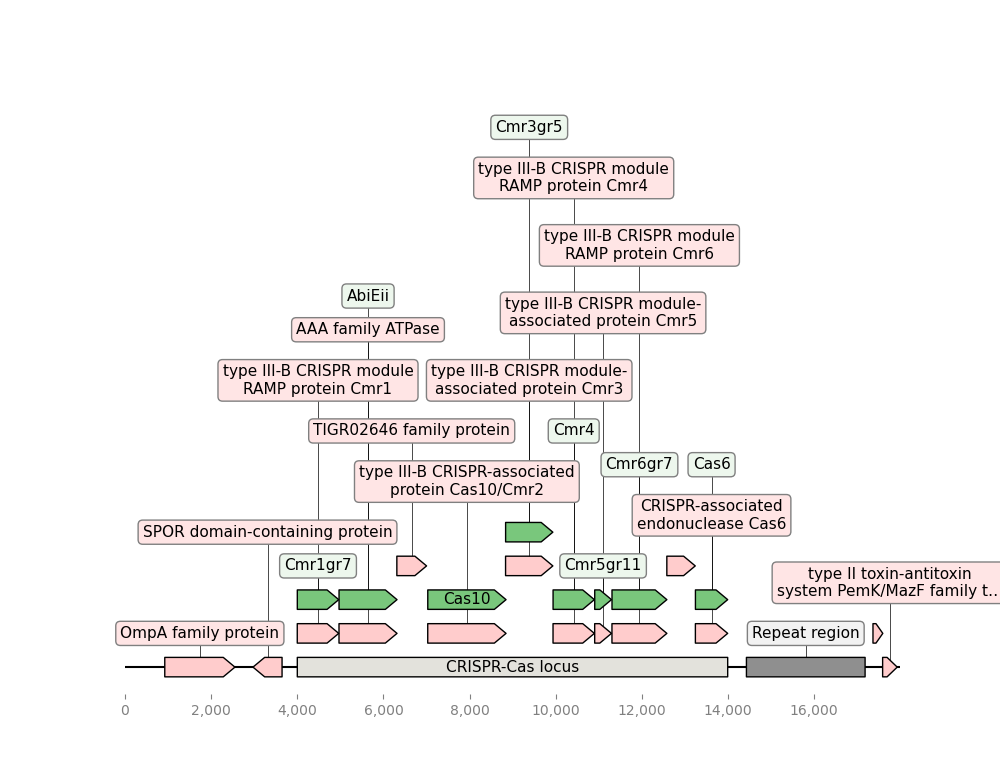 Cmr3gr5
type III-B CRISPR module
RAMP protein Cmr4
type III-B CRISPR module
RAMP protein Cmr6
AbiEii
type III-B CRISPR module-
associated protein Cmr5
AAA family ATPase
type III-B CRISPR module
RAMP protein Cmr1
type III-B CRISPR module-
associated protein Cmr3
TIGR02646 family protein
Cmr4
Cmr6gr7
Cas6
type III-B CRISPR-associated
protein Cas10/Cmr2
CRISPR-associated
endonuclease Cas6
SPOR domain-containing protein
Cmr1gr7
Cmr5gr11
type II toxin-antitoxin
system PemK/MazF family t...
Cas10
OmpA family protein
Repeat region
CRISPR-Cas locus
0
2,000
4,000
6,000
8,000
10,000
12,000
14,000
16,000